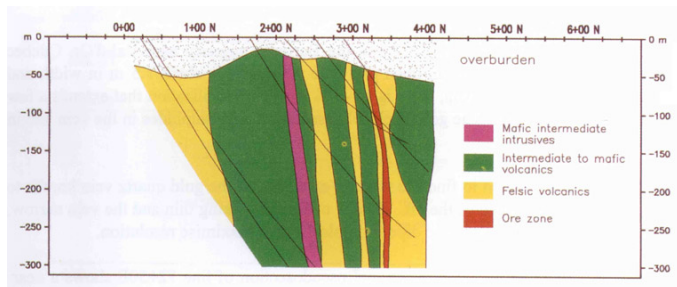 0+00 1+00 N 2+00 N 3+00 N 4+00 N 5+00 N 6+00 N
m 0 0 m
overburden
-50 -50
-100 -100
Mafic intermediate
intrusives
-150 -150
Intermediate to mafic
volcanics
-200 Felsic volcanics -200
Ore zone
-250 -250
-300 -300